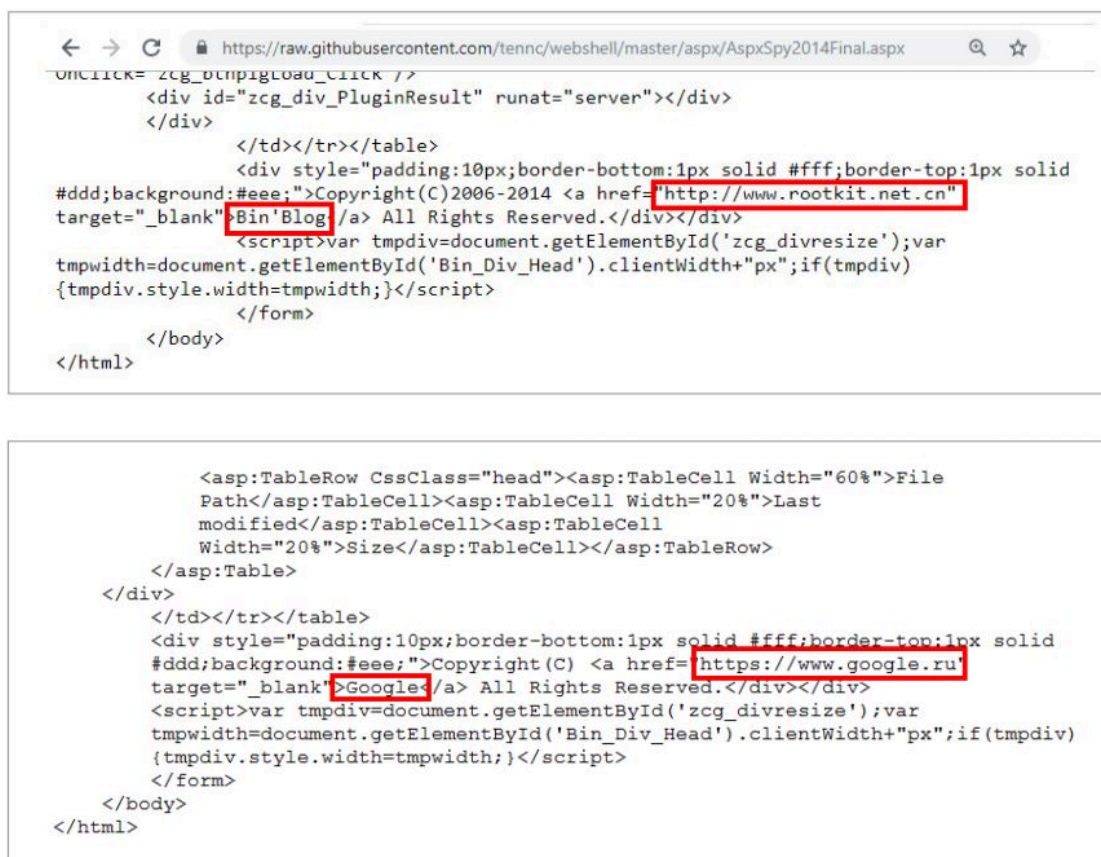 https://raw.githubusercontent.com/tennc/webshell/master/aspx/AspxSpy2014Final.aspx
OnClick="zcg_btnpigLoad_Click"/>
<div id="zcg_div_PluginResult" runat="server"></div>
</div>
</td></tr></table>
<div style="padding:10px;border-bottom:1px solid #fff;border-top:1px solid
#ddd;background:#eee;">Copyright(C)2006-2014 <a href="http://www.rootkit.net.cn"
target="_blank">Bin'Blog</a> All Rights Reserved.</div></div>
<script>var tmpdiv=document.getElementById('zcg_divresize');var
tmpwidth=document.getElementById('Bin_Div_Head').clientWidth+"px";if(tmpdiv)
{tmpdiv.style.width=tmpwidth;}</script>
</form>
</body>
</html>
<asp:TableRow CssClass="head"><asp:TableCell Width="60%">File
Path</asp:TableCell><asp:TableCell Width="20%">Last
modified</asp:TableCell><asp:TableCell
Width="20%">Size</asp:TableCell></asp:TableRow>
</asp:Table>
</div>
</td></tr></table>
<div style="padding:10px;border-bottom:1px solid #fff;border-top:1px solid
#ddd;background:#eee;">Copyright(C) <a href="https://www.google.ru"
target="_blank">Google</a> All Rights Reserved.</div></div>
<script>var tmpdiv=document.getElementById('zcg_divresize');var
tmpwidth=document.getElementById('Bin_Div_Head').clientWidth+"px";if(tmpdiv)
{tmpdiv.style.width=tmpwidth;}</script>
</form>
</body>
</html>